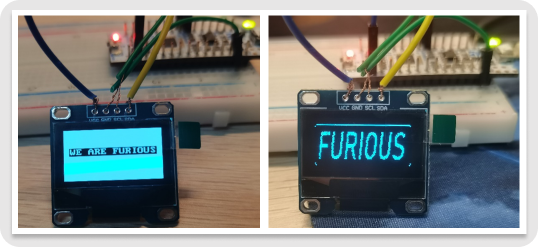 VCC GND SCL SDA
WE ARE FURIOUS
VCC GND SCL SDA
FURIOUS